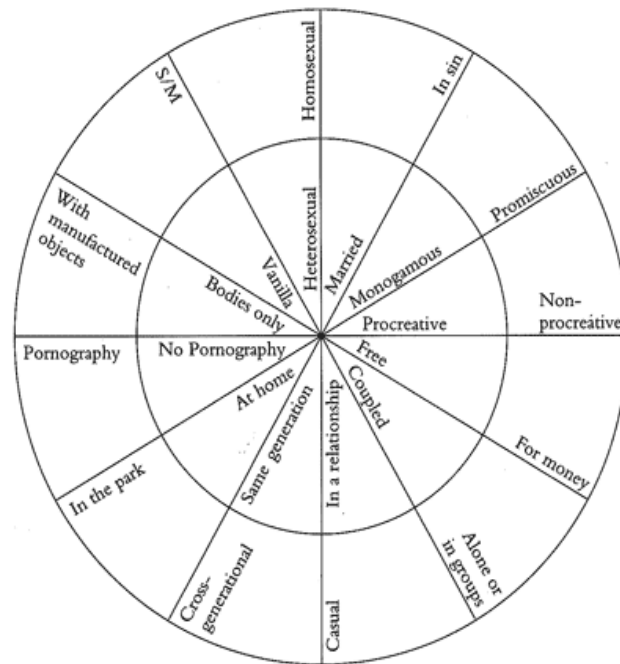 Homosexual
In sin
Promiscuous
Non-
procreative
For money
Alone or
in groups
Casual
Cross-
generational
In the park
Pornography
With
manufactured
objects
S/M
Heterosexual
Married
Monogamous
Procreative
Free
Coupled
In a relationship
Same generation
At home
No Pornography
Bodies only
Vanilla